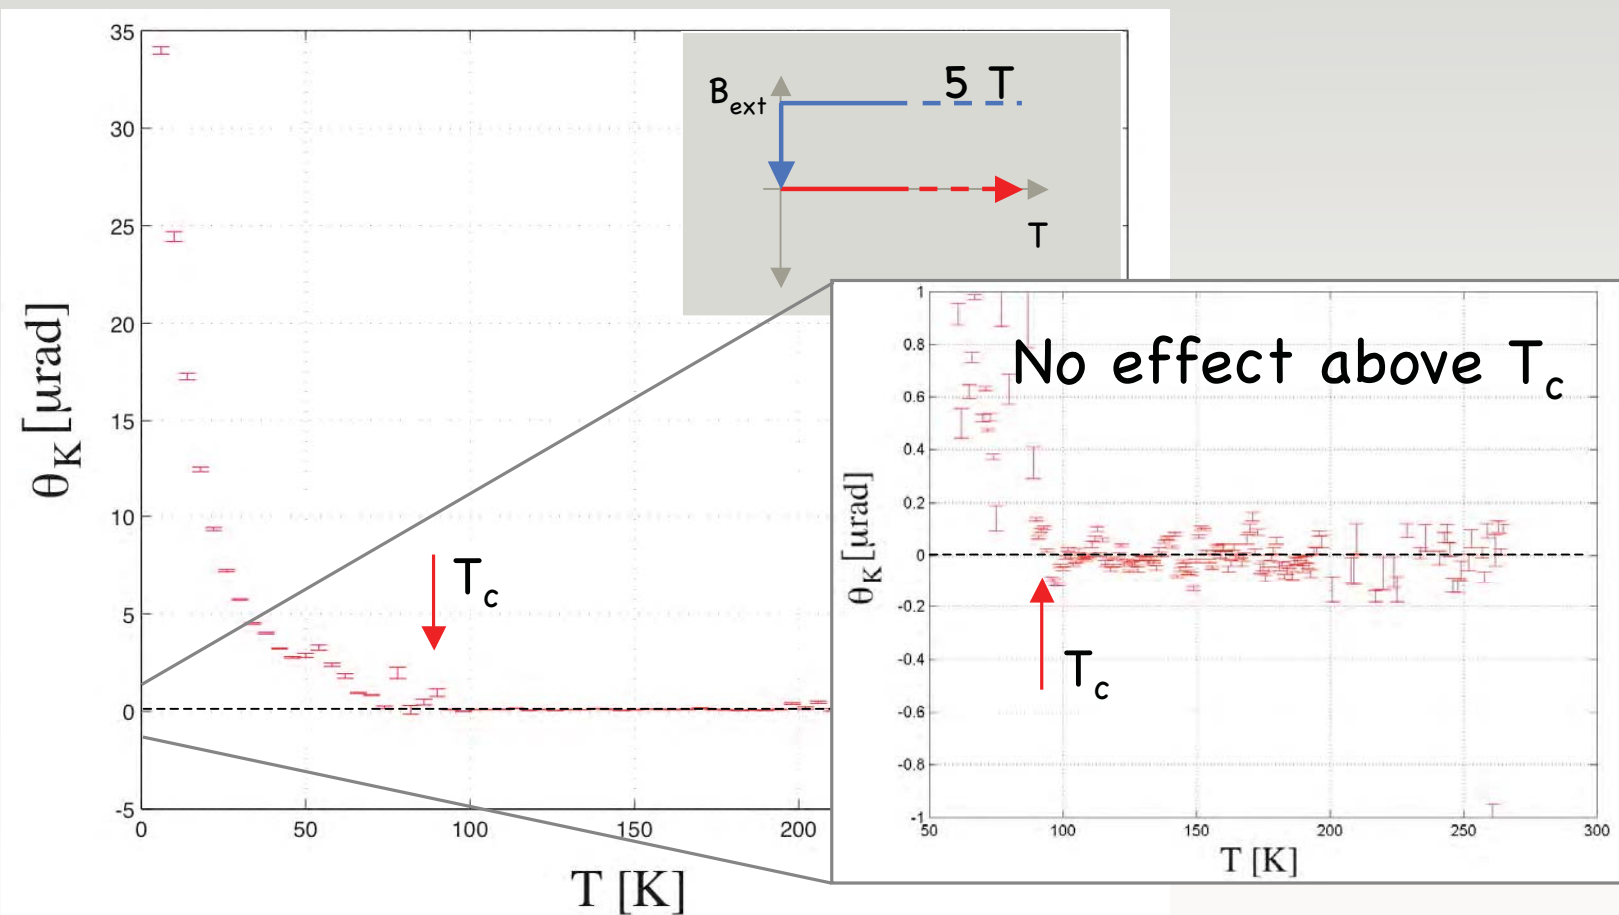 35
30
25
20
15
10
5
0
-5
0 50 100 150 200
θK [μrad]
T [K]
Tc
Bext
5 T
T
No effect above Tc
1
0.8
0.6
0.4
0.2
0
-0.2
-0.4
-0.6
-0.8
-1
50 100 150 200 250 300
θK [μrad]
T [K]
Tc